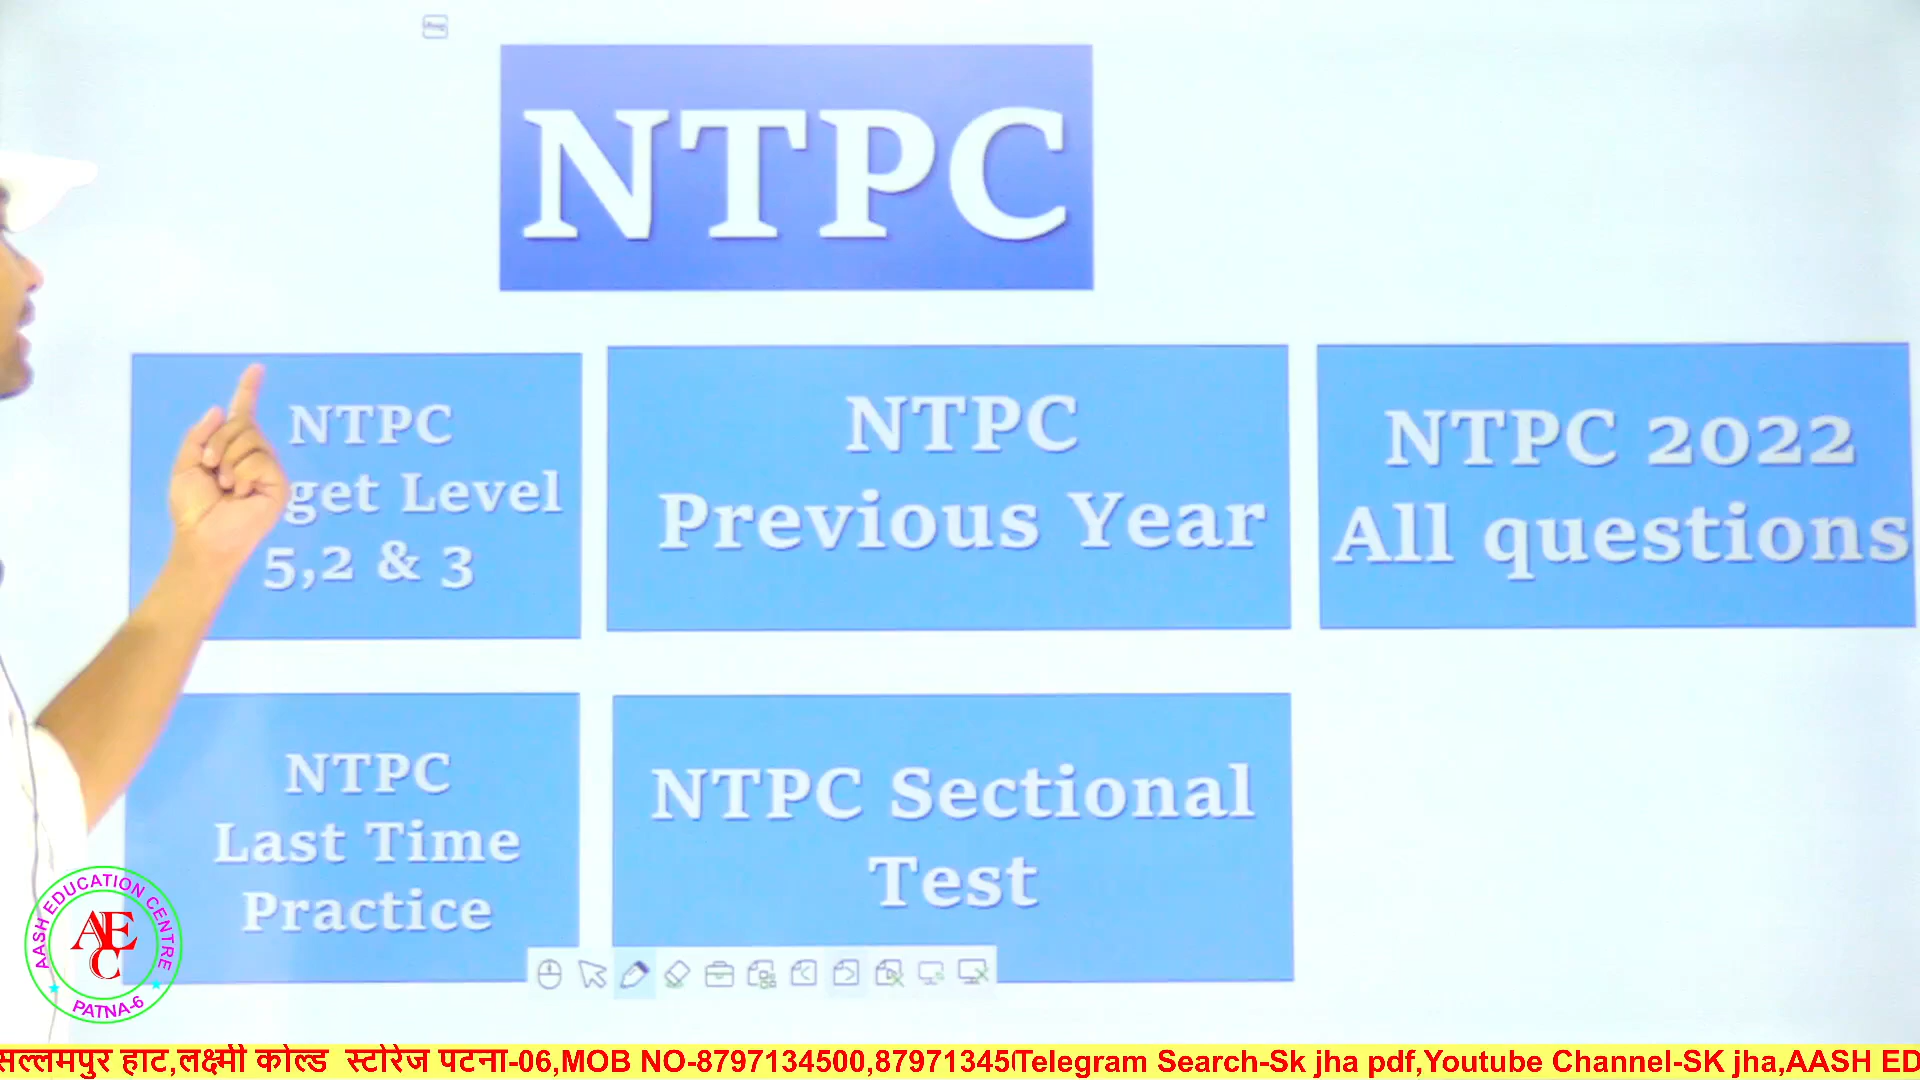 NTPC
NTPC
get Level
5,2 & 3
NTPC
Previous Year
NTPC 2022
All questions
NTPC
Last Time
Practice
NTPC Sectional
Test
AASH EDUCATION CENTRE
AEC
PATNA-6
सल्लमपुर हाट,लक्ष्मी कोल्ड स्टोरेज पटना-06,MOB NO-8797134500,87971345
Telegram Search-Sk jha pdf,Youtube Channel-SK jha,AASH ED